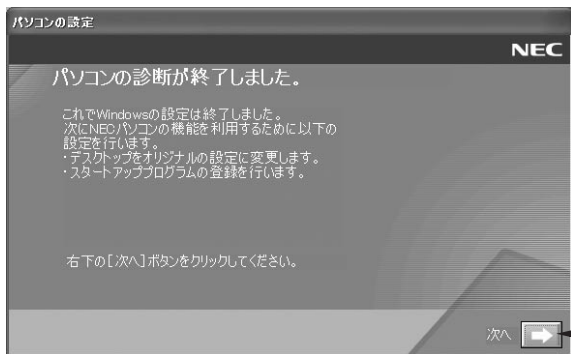 パソコンの設定
NEC
パソコンの診断が終了しました。
これでWindowsの設定は終了しました。
次にNECパソコンの機能を利用するために以下の
設定を行います。
・デスクトップをオリジナルの設定に変更します。
・スタートアッププログラムの登録を行います。
右下の[次へ]ボタンをクリックしてください。
次へ